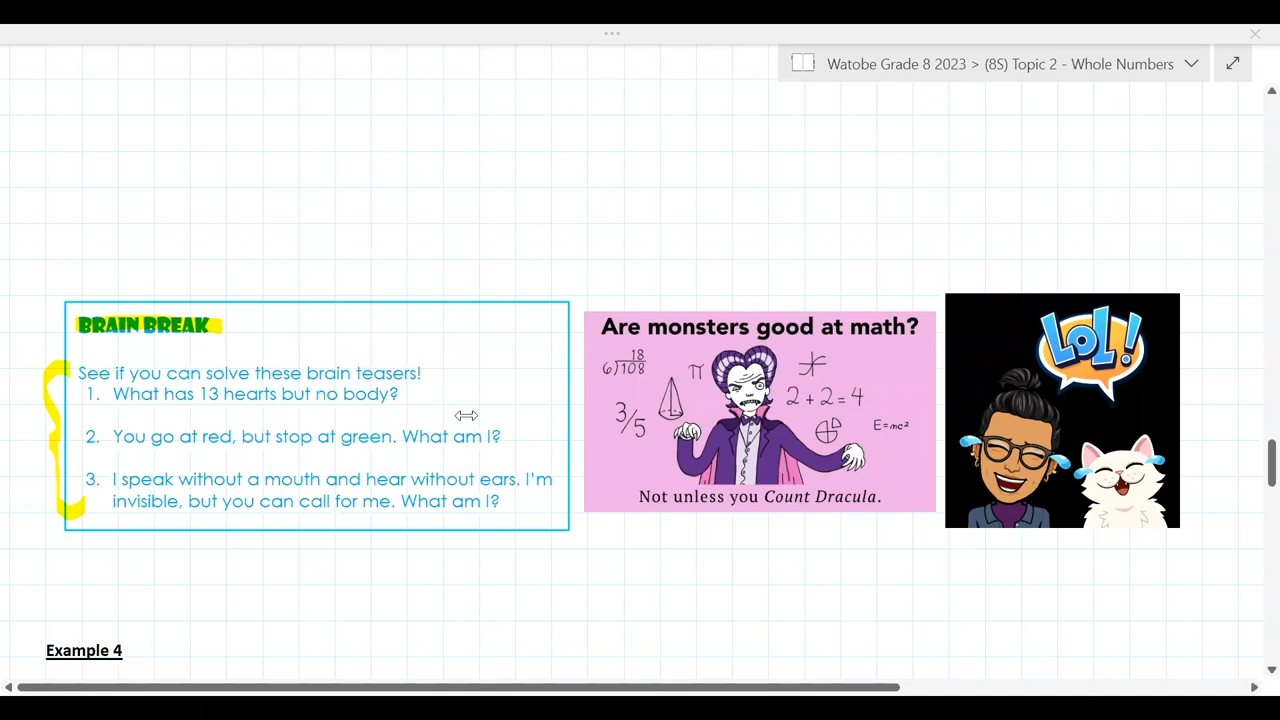 Watobe Grade 8 2023 > (8S) Topic 2 - Whole Numbers
BRAIN BREAK
See if you can solve these brain teasers!
1. What has 13 hearts but no body?
2. You go at red, but stop at green. What am I?
3. I speak without a mouth and hear without ears. I'm
invisible, but you can call for me. What am I?
Are monsters good at math?
18
6)108
π
2 + 2 = 4
3/5
E=mc²
Not unless you Count Dracula.
LOL!
Example 4